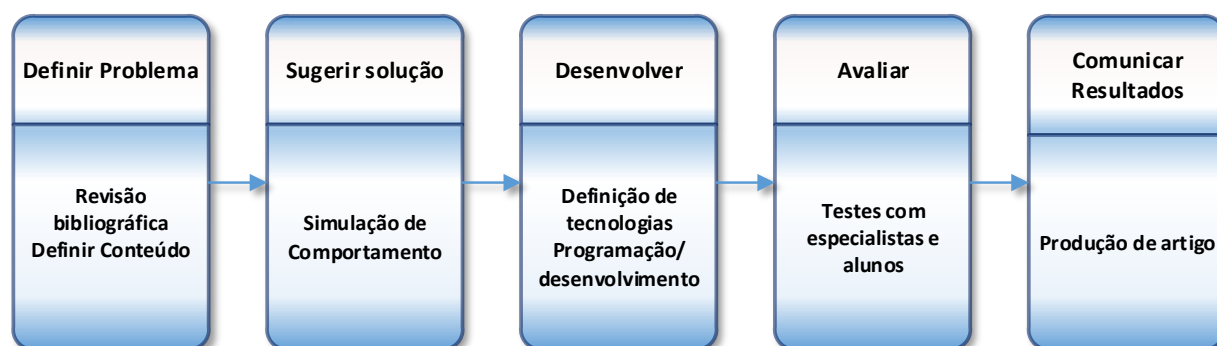 Definir Problema
Revisão
bibliográfica
Definir Conteúdo
Sugerir solução
Simulação de
Comportamento
Desenvolver
Definição de
tecnologias
Programação/
desenvolvimento
Avaliar
Testes com
especialistas e
alunos
Comunicar
Resultados
Produção de artigo